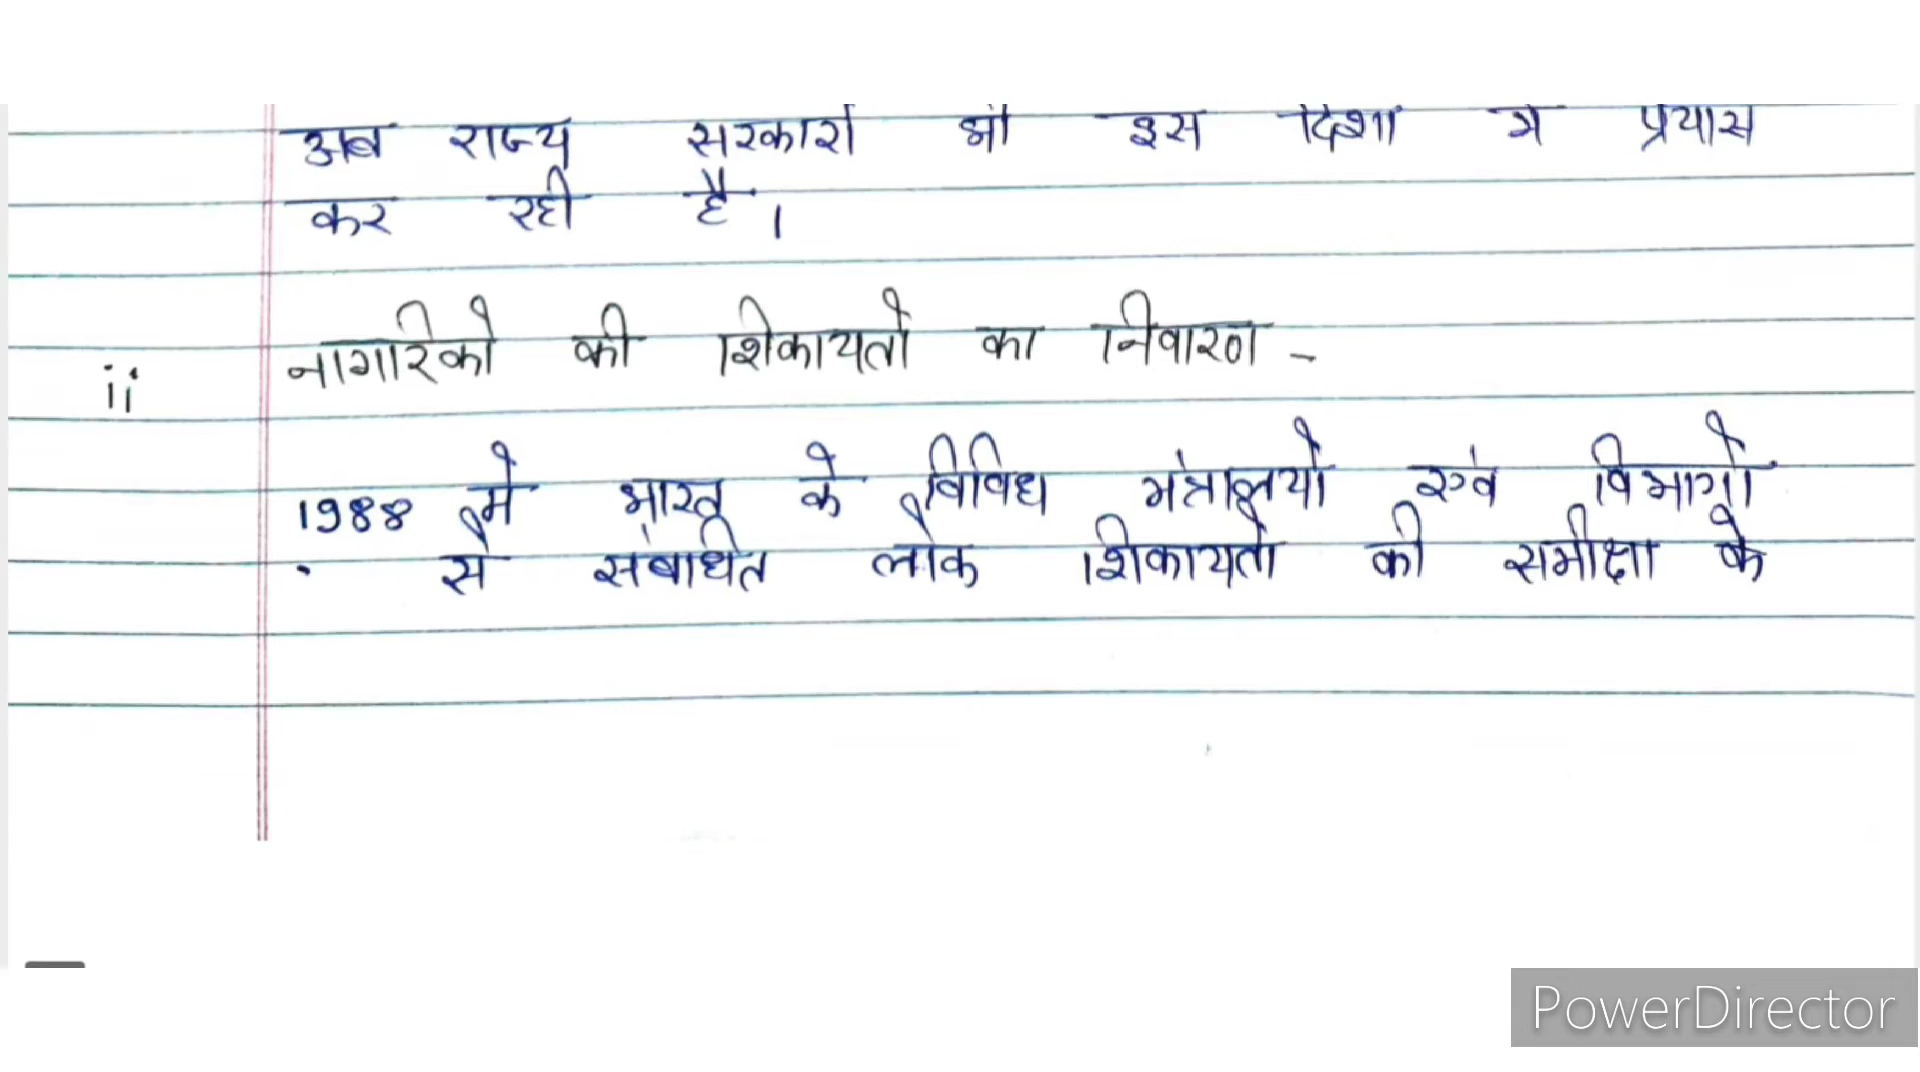 अब राज्य सरकारे भी इस दिशा मे प्रयास
कर रही है।
ii नागरिको की शिकायतो का निवारण -
1988 मे भारत के विविध मंत्रालयो एवं विभागो
से संबंधित लोक शिकायतो की समीक्षा के
PowerDirector